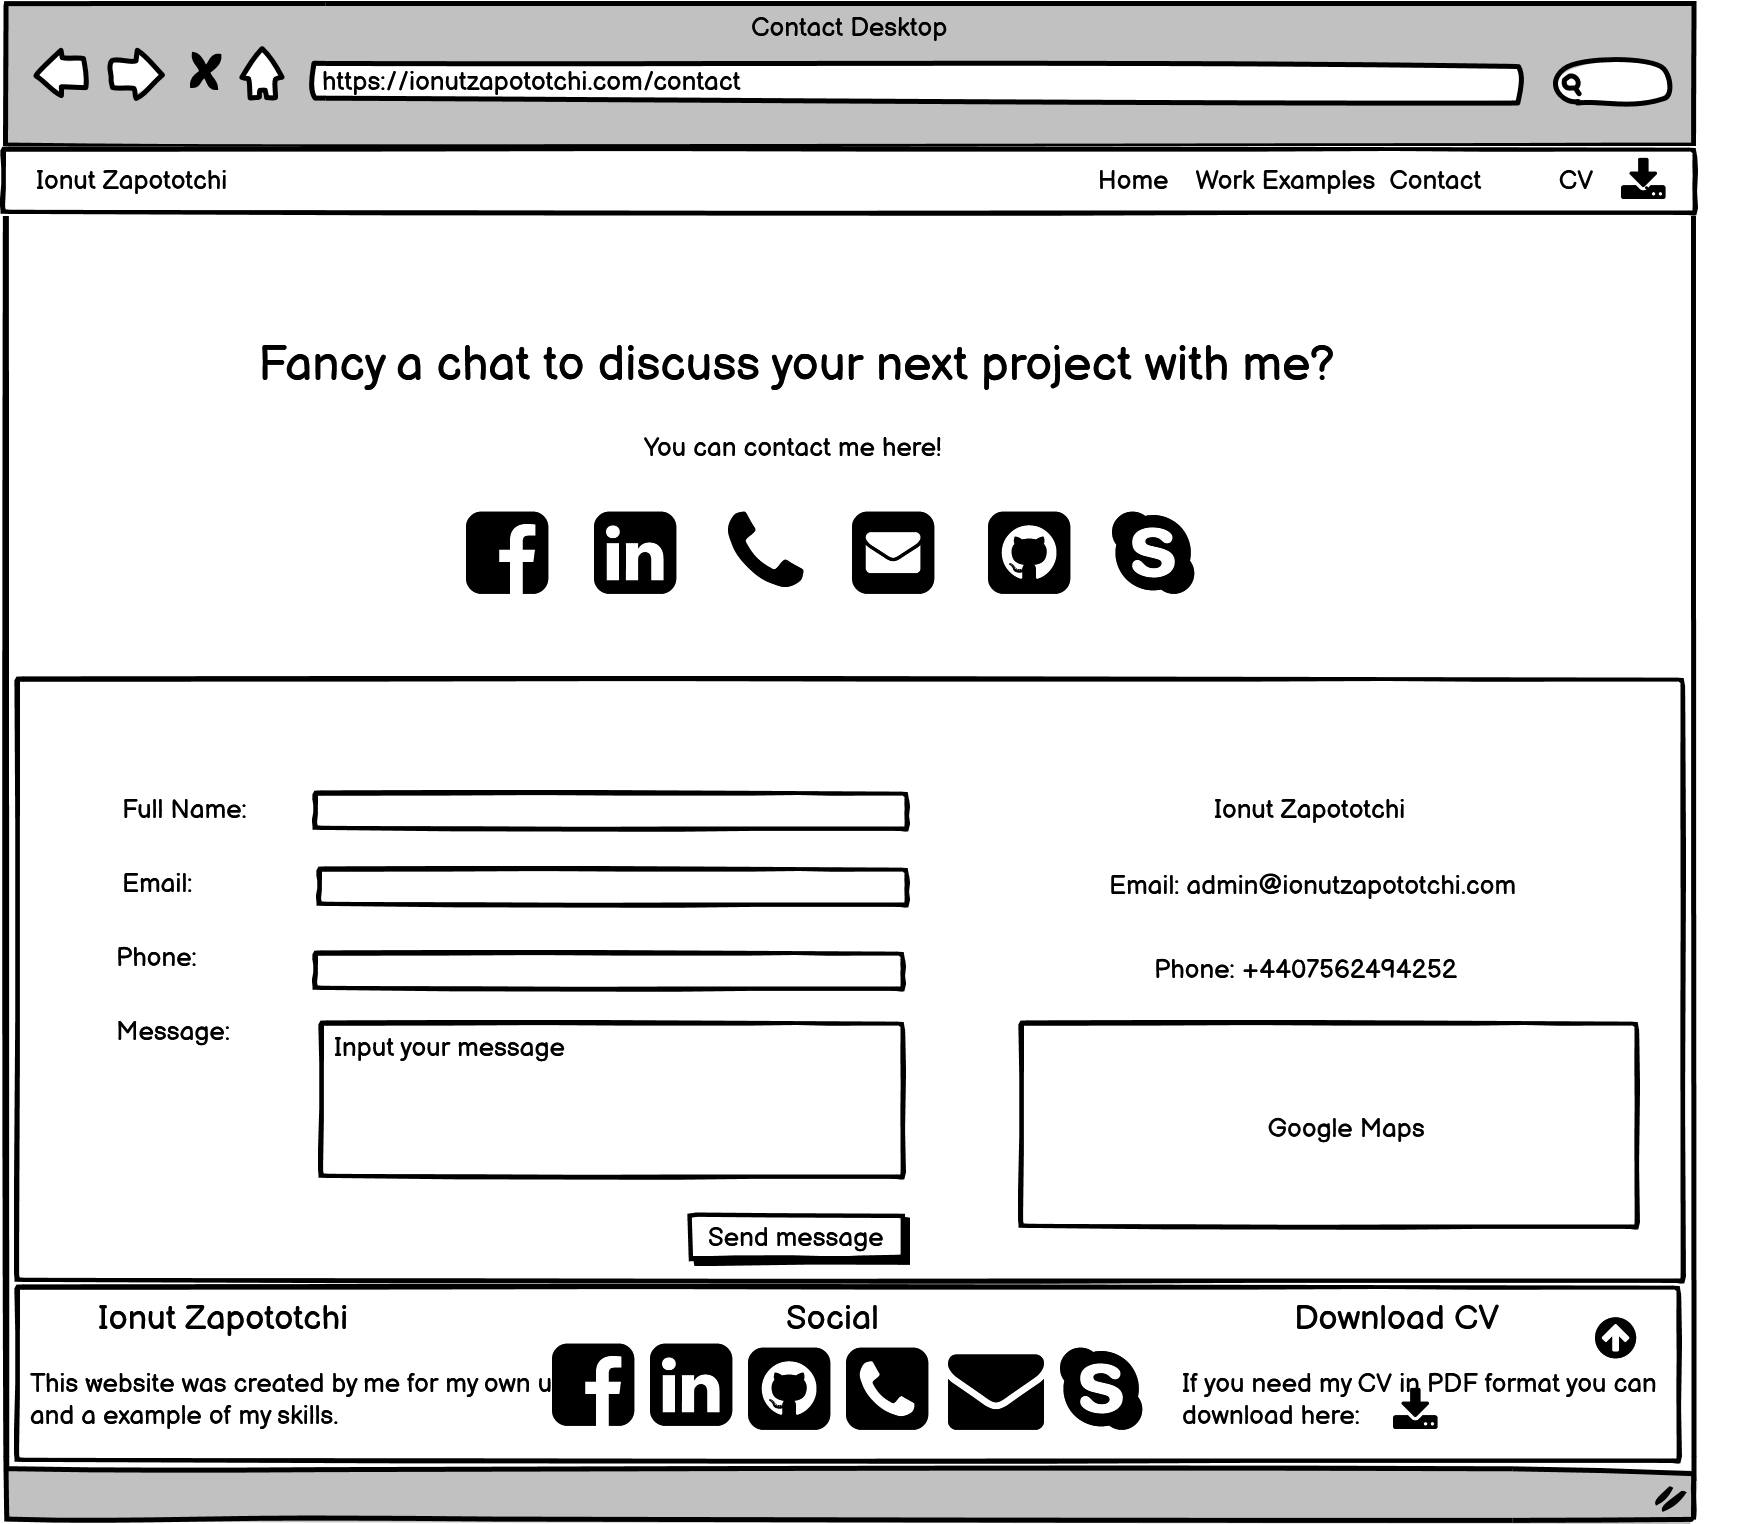 Contact Desktop
https://ionutzapototchi.com/contact
Ionut Zapototchi
Home Work Examples Contact CV
Fancy a chat to discuss your next project with me?
You can contact me here!
Full Name:
Email:
Phone:
Message:
Input your message
Send message
Ionut Zapototchi
Email: admin@ionutzapototchi.com
Phone: +4407562494252
Google Maps
Ionut Zapototchi
This website was created by me for my own u
and a example of my skills.
Social
Download CV
If you need my CV in PDF format you can
download here: